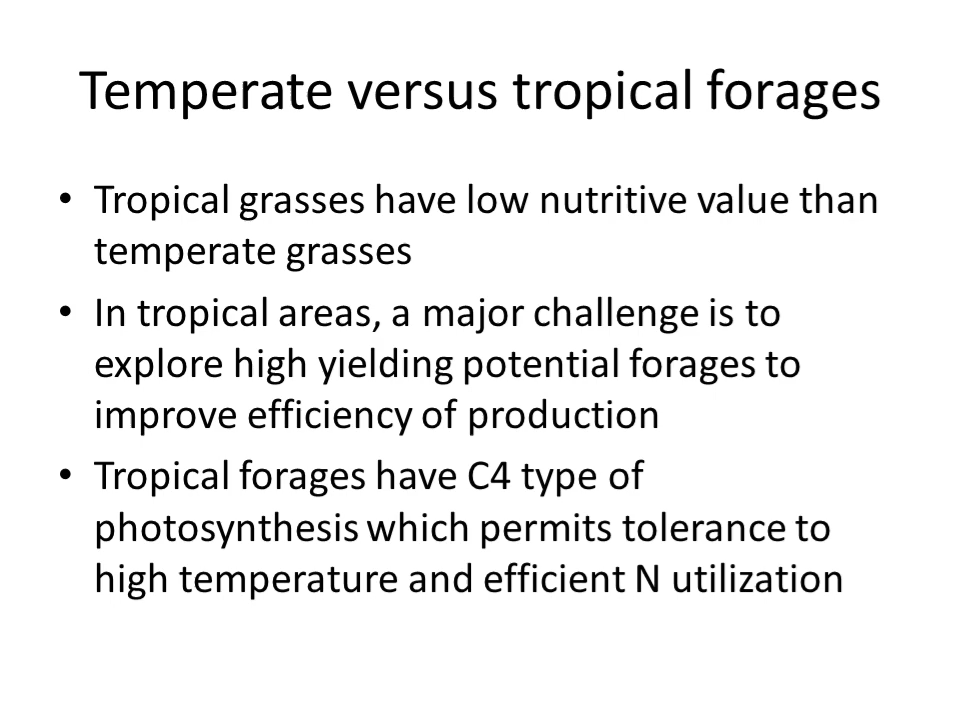 Temperate versus tropical forages
• Tropical grasses have low nutritive value than
temperate grasses
• In tropical areas, a major challenge is to
explore high yielding potential forages to
improve efficiency of production
• Tropical forages have C4 type of
photosynthesis which permits tolerance to
high temperature and efficient N utilization